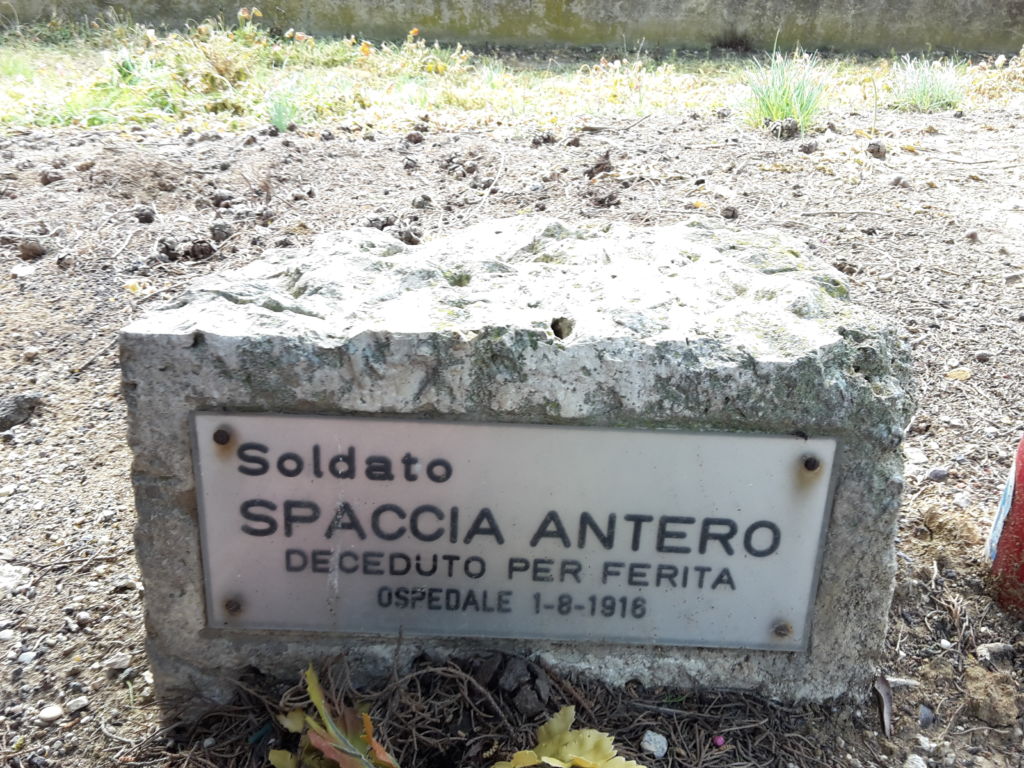 Soldato
SPACCIA ANTERO
DECEDUTO PER FERITA
OSPEDALE 1-8-1916